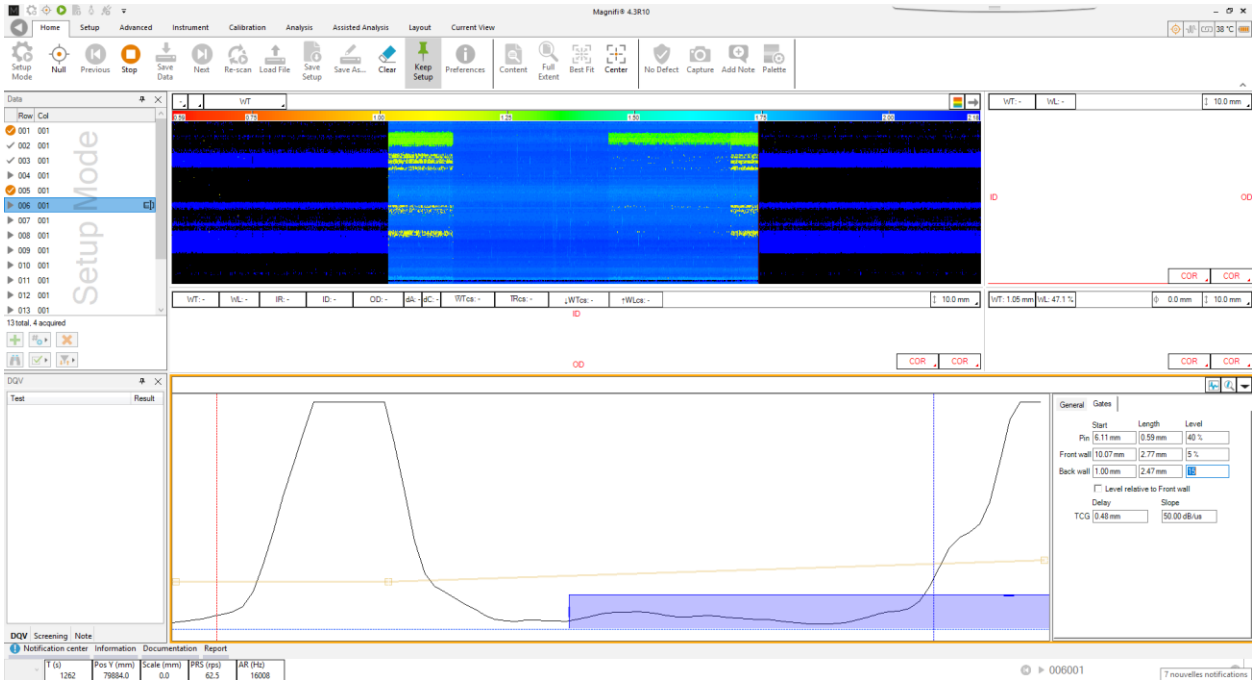 Magnifi® 4.3R10
Home Setup Advanced Instrument Calibration Analysis Assisted Analysis Layout Current View
38 °C
Setup Mode Null Previous Stop Save Data Next Re-scan Load File Save Setup Save As... Clear Keep Setup Preferences Content Full Extent Best Fit Center No Defect Capture Add Note Palette
Data
Row Col
001 001
002 001
003 001
004 001
005 001
006 001
007 001
008 001
009 001
010 001
011 001
012 001
013 001
Setup Mode
13 total, 4 acquired
WT
0.59 0.75 1.00 1.25 1.50 1.75 2.00 2.18
WT: - WL: - 10.0 mm
ID OD
COR COR
WT: - WL: - IR: - ID: - OD: - dA: - dC: - WTcs: - IRcs: - ↓WTcs: - ↑WLcs: - 10.0 mm
ID
OD
COR COR
WT: 1.05 mm WL: 47.1 % 0.0 mm 10.0 mm
COR COR
DQV
Test Result
DQV Screening Note
General Gates
Start Length Level
Pin 6.11 mm 0.59 mm 40 %
Front wall 10.07 mm 2.77 mm 5 %
Back wall 1.00 mm 2.47 mm 15
Level relative to Front wall
Delay Slope
TCG 0.48 mm 50.00 dB/us
Notification center Information Documentation Report
T (s) Pos Y (mm) Scale (mm) PRS (rps) AR (Hz)
1262 79884.0 0.0 62.5 16008
006001
7 nouvelles notifications